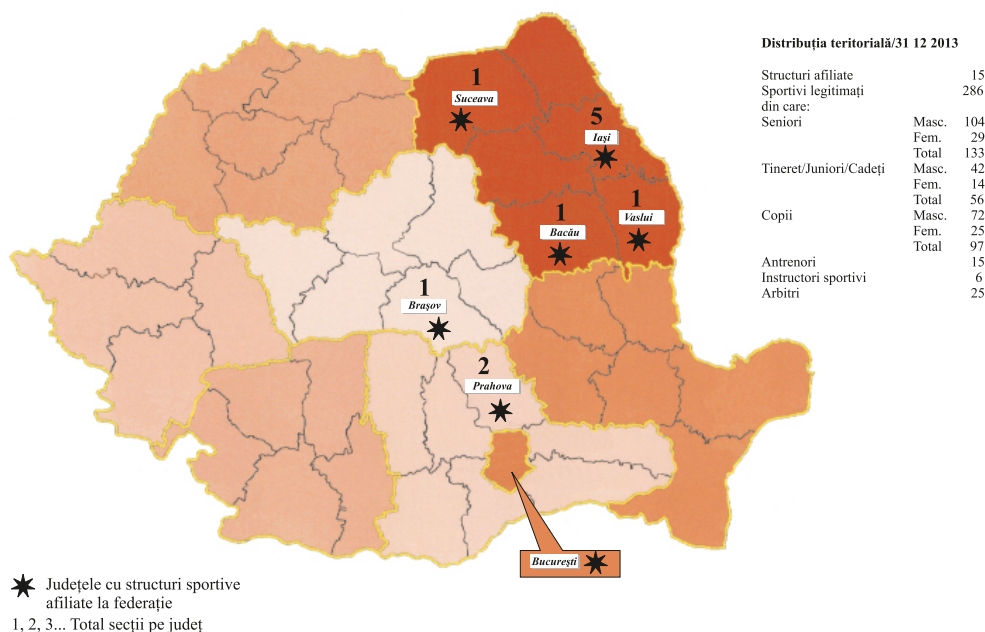 Distribuția teritorială/31 12 2013
Structuri afiliate 15
Sportivi legitimați 286
din care:
Seniori Masc. 104
Fem. 29
Total 133
Tineret/Juniori/Cadeți Masc. 42
Fem. 14
Total 56
Copii Masc. 72
Fem. 25
Total 97
Antrenori 15
Instructori sportivi 6
Arbitri 25
1
Suceava
5
Iași
1
Vaslui
1
Bacău
1
Brașov
2
Prahova
București
Județele cu structuri sportive
afiliate la federație
1, 2, 3... Total secții pe județ